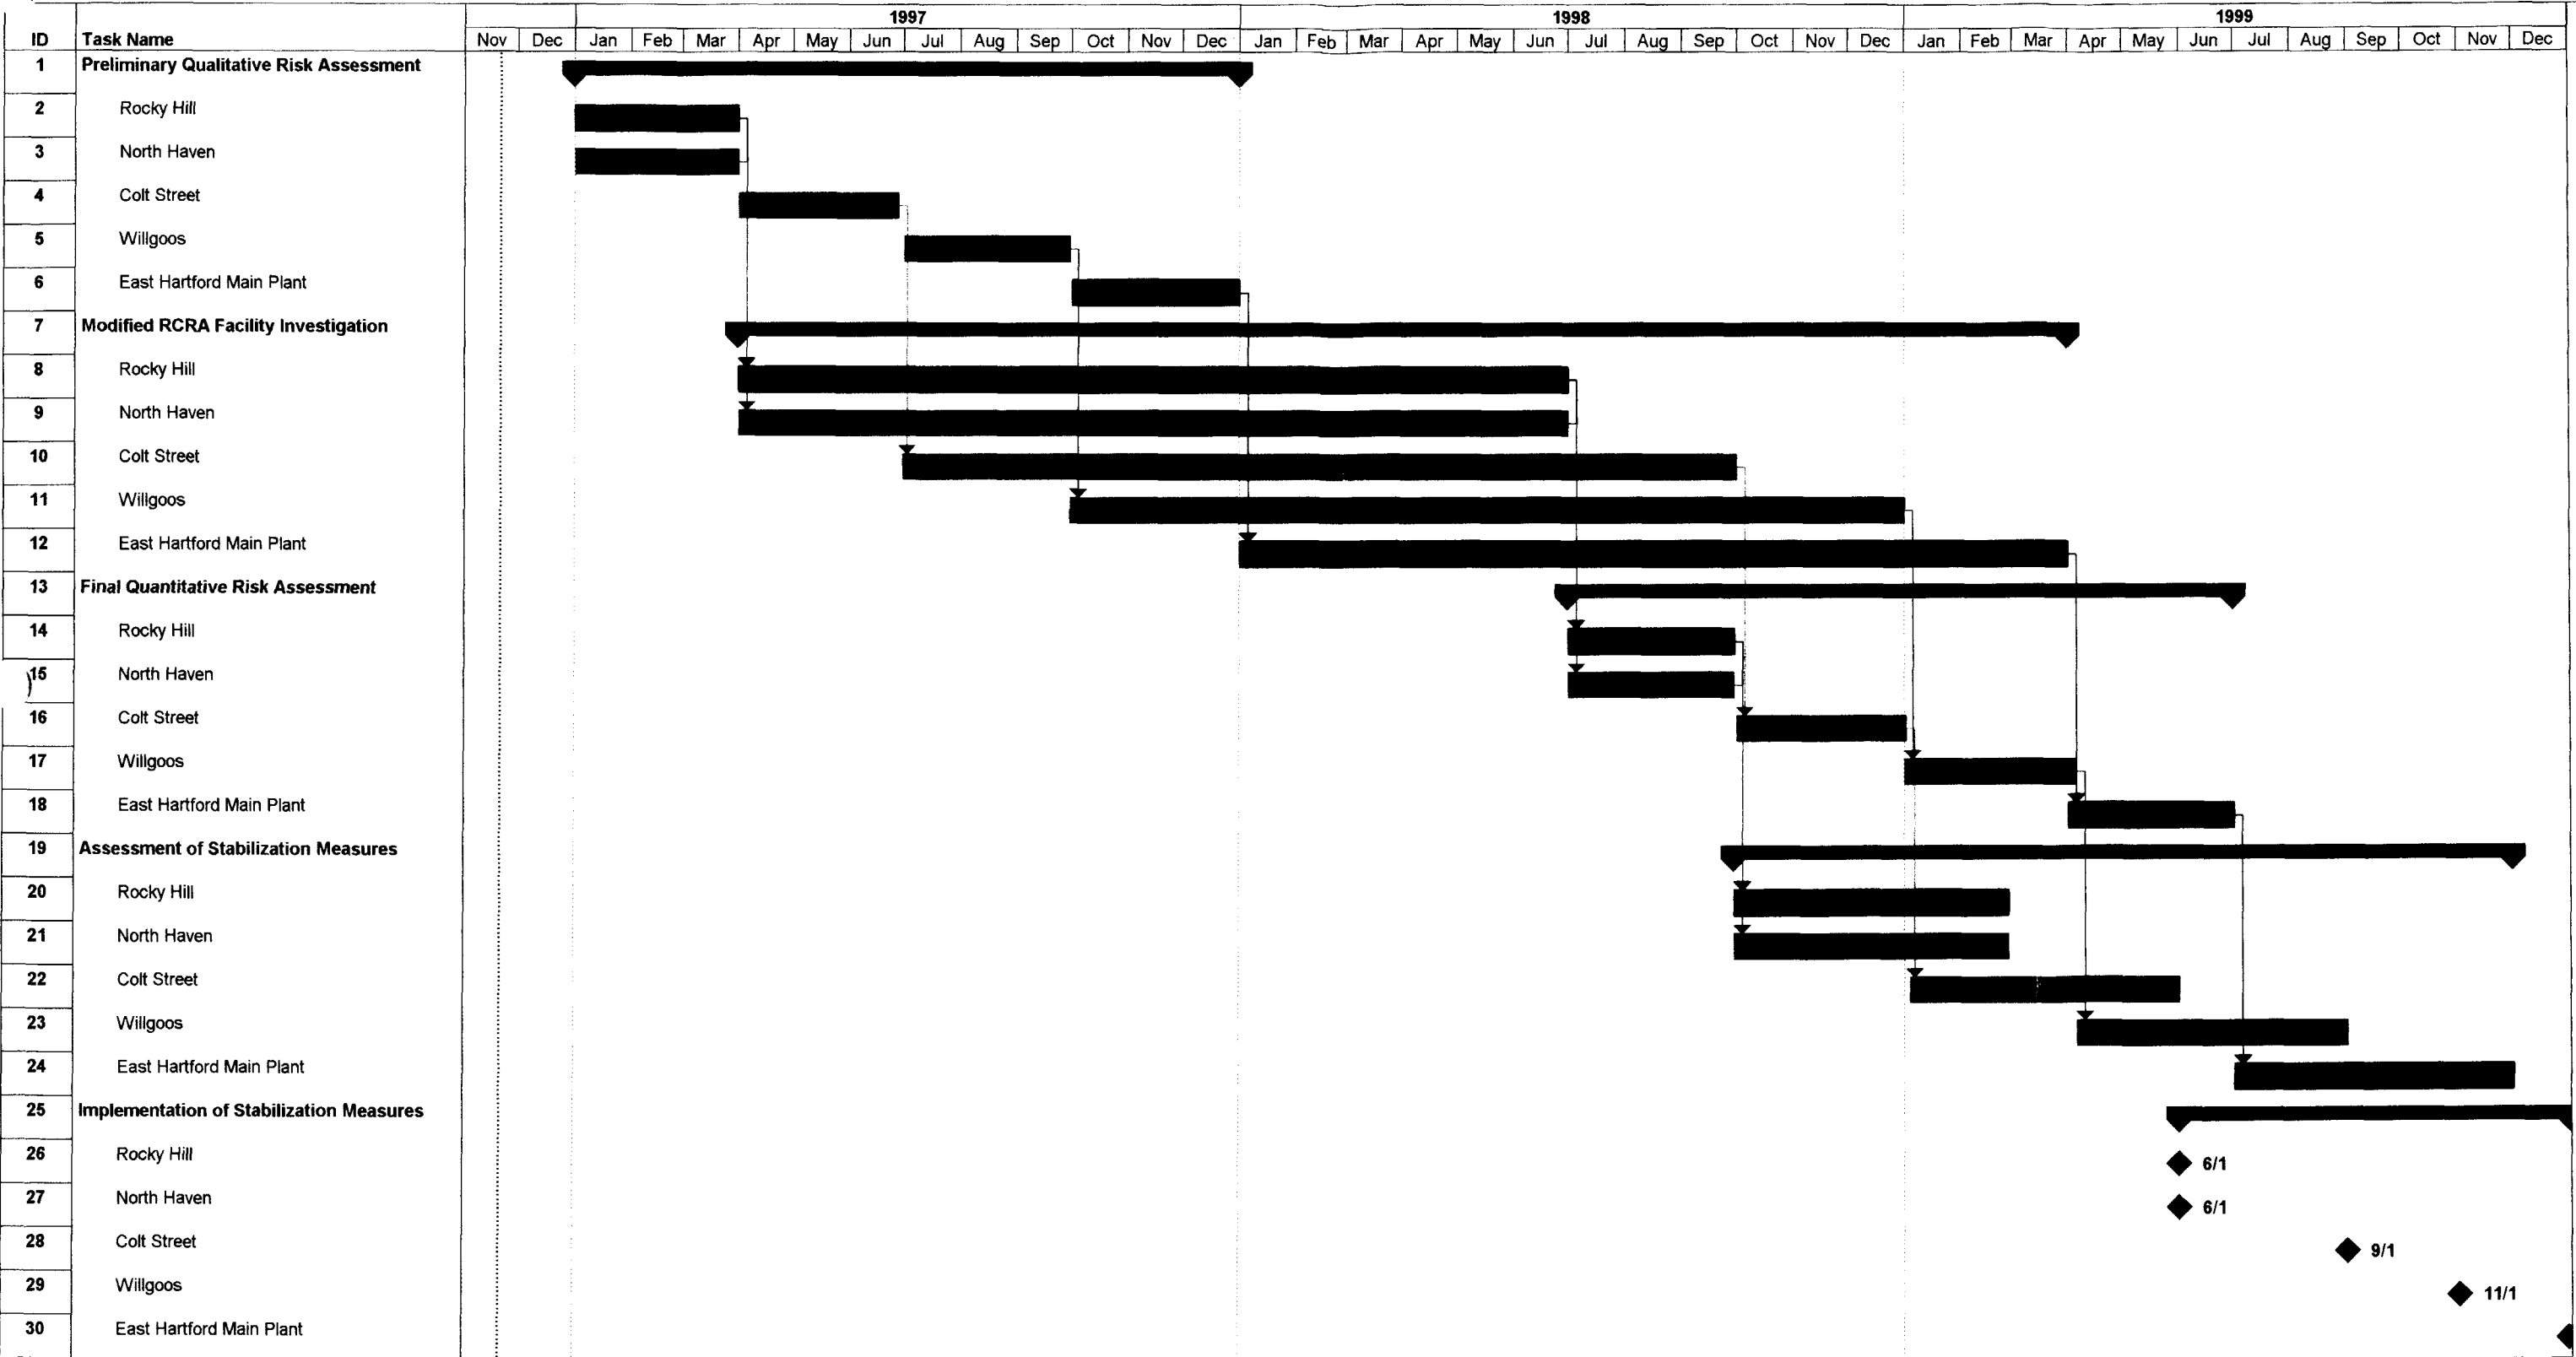 1997 1998 1999
ID Task Name Nov Dec Jan Feb Mar Apr May Jun Jul Aug Sep Oct Nov Dec Jan Feb Mar Apr May Jun Jul Aug Sep Oct Nov Dec Jan Feb Mar Apr May Jun Jul Aug Sep Oct Nov Dec
1 Preliminary Qualitative Risk Assessment
2 Rocky Hill
3 North Haven
4 Colt Street
5 Willgoos
6 East Hartford Main Plant
7 Modified RCRA Facility Investigation
8 Rocky Hill
9 North Haven
10 Colt Street
11 Willgoos
12 East Hartford Main Plant
13 Final Quantitative Risk Assessment
14 Rocky Hill
15 North Haven
16 Colt Street
17 Willgoos
18 East Hartford Main Plant
19 Assessment of Stabilization Measures
20 Rocky Hill
21 North Haven
22 Colt Street
23 Willgoos
24 East Hartford Main Plant
25 Implementation of Stabilization Measures
26 Rocky Hill 6/1
27 North Haven 6/1
28 Colt Street 9/1
29 Willgoos 11/1
30 East Hartford Main Plant